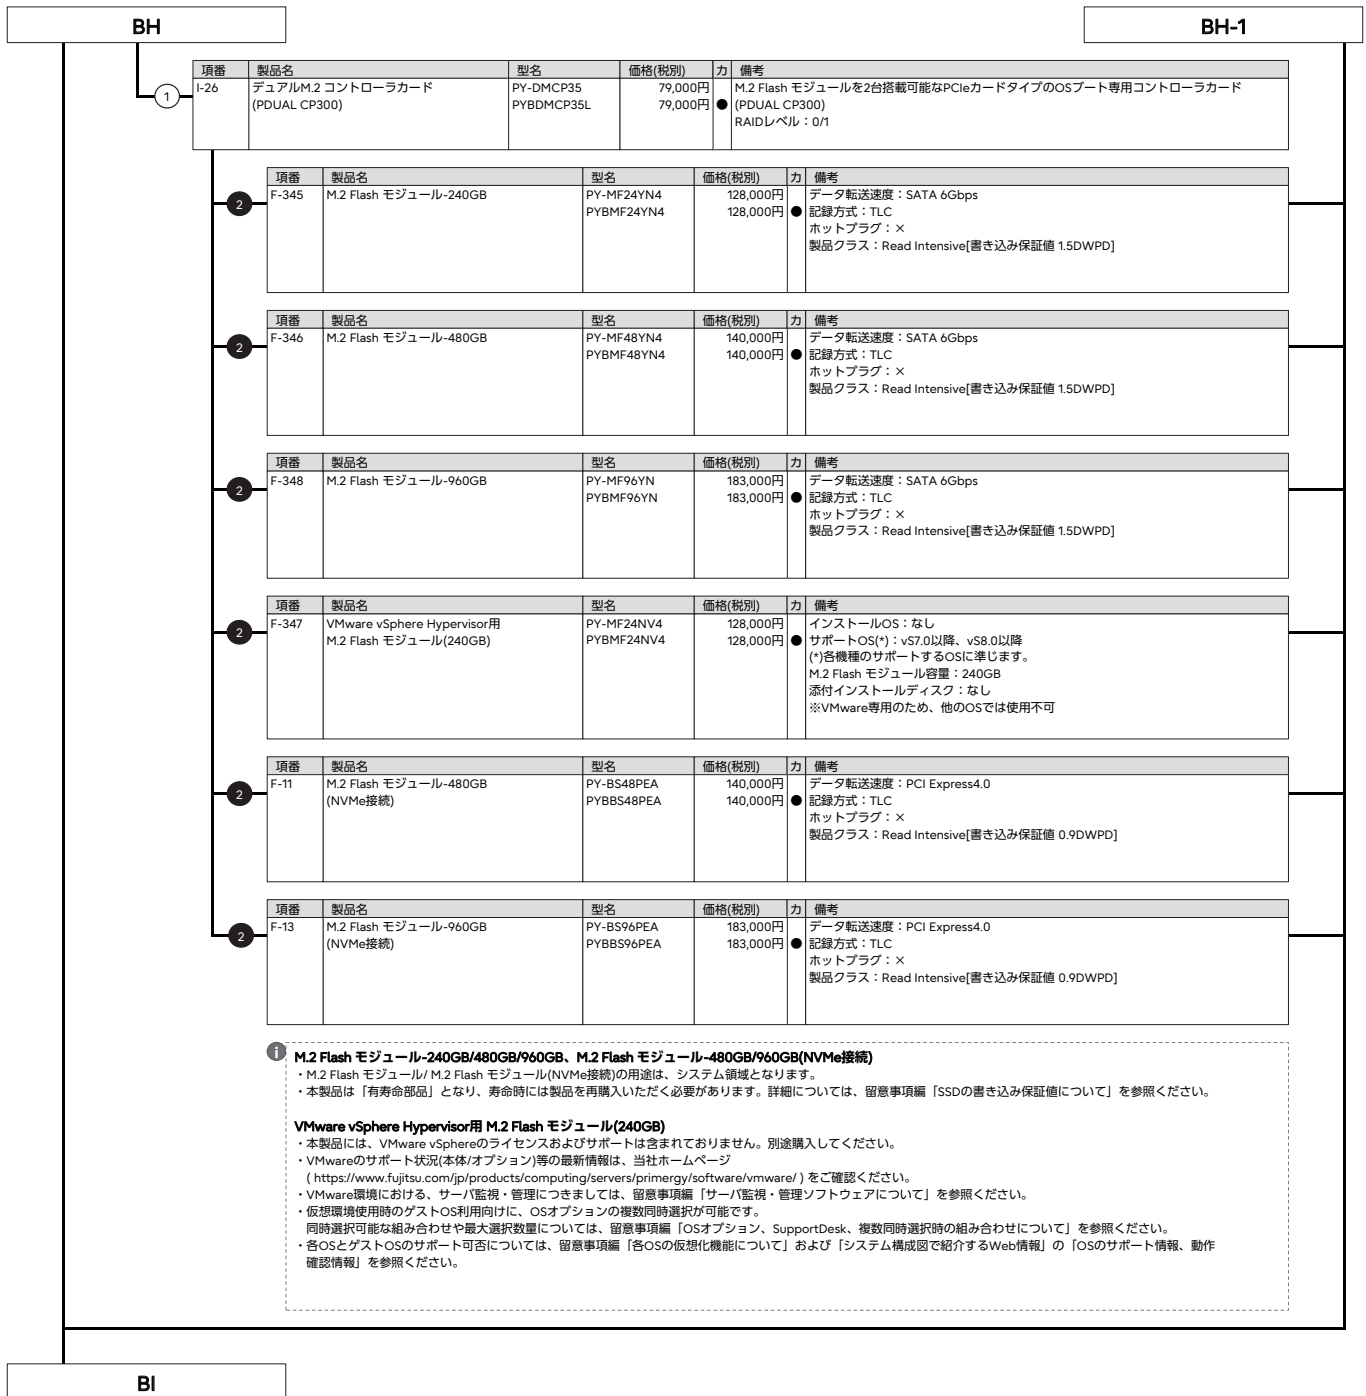 BH
BH-1
項番 製品名 型名 価格(税別) カ 備考
1
I-26 デュアルM.2 コントローラカード PY-DMCP35 79,000円 M.2 Flash モジュールを2台搭載可能なPCIeカードタイプのOSブート専用コントローラカード
(PDUAL CP300) PYBDMCP35L 79,000円 ● (PDUAL CP300)
RAIDレベル：0/1
項番 製品名 型名 価格(税別) カ 備考
2
F-345 M.2 Flash モジュール-240GB PY-MF24YN4 128,000円 データ転送速度：SATA 6Gbps
PYBMF24YN4 128,000円 ● 記録方式：TLC
ホットプラグ：×
製品クラス：Read Intensive[書き込み保証値 1.5DWPD]
項番 製品名 型名 価格(税別) カ 備考
2
F-346 M.2 Flash モジュール-480GB PY-MF48YN4 140,000円 データ転送速度：SATA 6Gbps
PYBMF48YN4 140,000円 ● 記録方式：TLC
ホットプラグ：×
製品クラス：Read Intensive[書き込み保証値 1.5DWPD]
項番 製品名 型名 価格(税別) カ 備考
2
F-348 M.2 Flash モジュール-960GB PY-MF96YN 183,000円 データ転送速度：SATA 6Gbps
PYBMF96YN 183,000円 ● 記録方式：TLC
ホットプラグ：×
製品クラス：Read Intensive[書き込み保証値 1.5DWPD]
項番 製品名 型名 価格(税別) カ 備考
2
F-347 VMware vSphere Hypervisor用 PY-MF24NV4 128,000円 インストールOS：なし
M.2 Flash モジュール(240GB) PYBMF24NV4 128,000円 ● サポートOS(*)：vS7.0以降、vS8.0以降
(*)各機種のサポートするOSに準じます。
M.2 Flash モジュール容量：240GB
添付インストールディスク：なし
※VMware専用のため、他のOSでは使用不可
項番 製品名 型名 価格(税別) カ 備考
2
F-11 M.2 Flash モジュール-480GB PY-BS48PEA 140,000円 データ転送速度：PCI Express4.0
(NVMe接続) PYBBS48PEA 140,000円 ● 記録方式：TLC
ホットプラグ：×
製品クラス：Read Intensive[書き込み保証値 0.9DWPD]
項番 製品名 型名 価格(税別) カ 備考
2
F-13 M.2 Flash モジュール-960GB PY-BS96PEA 183,000円 データ転送速度：PCI Express4.0
(NVMe接続) PYBBS96PEA 183,000円 ● 記録方式：TLC
ホットプラグ：×
製品クラス：Read Intensive[書き込み保証値 0.9DWPD]
i M.2 Flash モジュール-240GB/480GB/960GB、M.2 Flash モジュール-480GB/960GB(NVMe接続)
・M.2 Flash モジュール/ M.2 Flash モジュール(NVMe接続)の用途は、システム領域となります。
・本製品は「有寿命部品」となり、寿命時には製品を再購入いただく必要があります。詳細については、留意事項編「SSDの書き込み保証値について」を参照ください。
VMware vSphere Hypervisor用 M.2 Flash モジュール(240GB)
・本製品には、VMware vSphereのライセンスおよびサポートは含まれておりません。別途購入してください。
・VMwareのサポート状況(本体/オプション)等の最新情報は、当社ホームページ
( https://www.fujitsu.com/jp/products/computing/servers/primergy/software/vmware/ ) をご確認ください。
・VMware環境における、サーバ監視・管理につきましては、留意事項編「サーバ監視・管理ソフトウェアについて」を参照ください。
・仮想環境使用時のゲストOS利用向けに、OSオプションの複数同時選択が可能です。
同時選択可能な組み合わせや最大選択数量については、留意事項編「OSオプション、SupportDesk、複数同時選択時の組み合わせについて」を参照ください。
・各OSとゲストOSのサポート可否については、留意事項編「各OSの仮想化機能について」および「システム構成図で紹介するWeb情報」の「OSのサポート情報、動作
確認情報」を参照ください。
BI